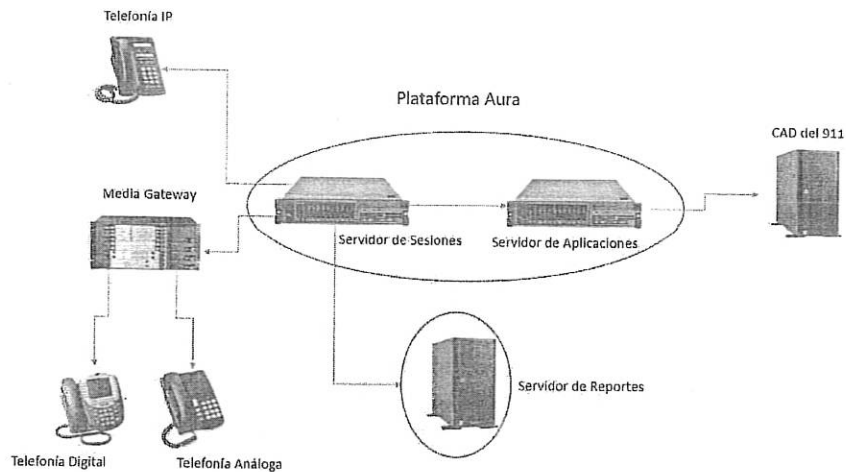 Telefonía IP
Plataforma Aura
CAD del 911
Media Gateway
Servidor de Sesiones
Servidor de Aplicaciones
Servidor de Reportes
Telefonía Digital
Telefonía Análoga